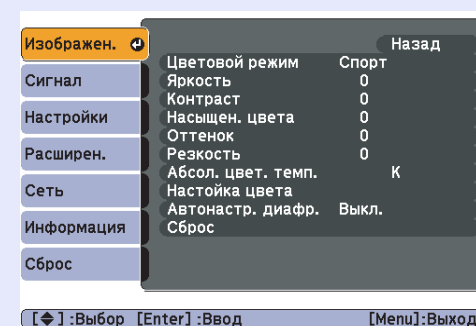 Изображен.
Сигнал
Настройки
Расширен.
Сеть
Информация
Сброс
Назад
Цветовой режим Спорт
Яркость 0
Контраст 0
Насыщен. цвета 0
Оттенок 0
Резкость 0
Абсол. цвет. темп. K
Настойка цвета
Автонастр. диафр. Выкл.
Сброс
[◆] :Выбор [Enter] :Ввод [Menu]:Выход